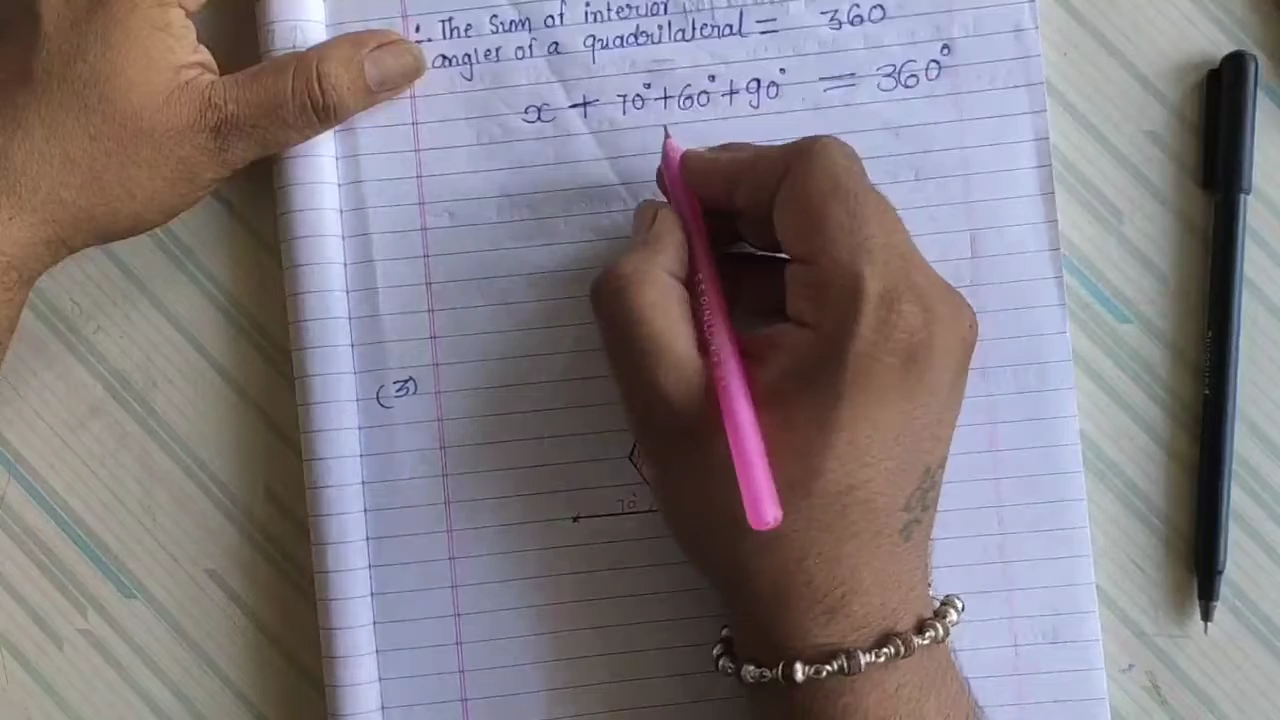 ∴ The Sum of interior
angles of a quadrilateral = 360
x + 70° + 60° + 90° = 360°
(3)
70°